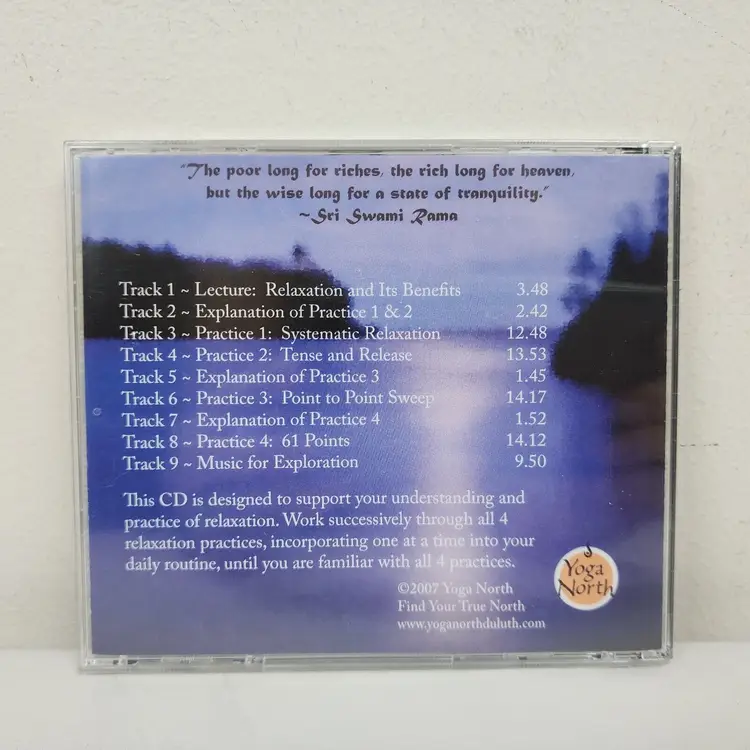 "The poor long for riches, the rich long for heaven,
but the wise long for a state of tranquility."
~Sri Swami Rama
Track 1 ~ Lecture: Relaxation and Its Benefits 3.48
Track 2 ~ Explanation of Practice 1 & 2 2.42
Track 3 ~ Practice 1: Systematic Relaxation 12.48
Track 4 ~ Practice 2: Tense and Release 13.53
Track 5 ~ Explanation of Practice 3 1.45
Track 6 ~ Practice 3: Point to Point Sweep 14.17
Track 7 ~ Explanation of Practice 4 1.52
Track 8 ~ Practice 4: 61 Points 14.12
Track 9 ~ Music for Exploration 9.50
This CD is designed to support your understanding and
practice of relaxation. Work successively through all 4
relaxation practices, incorporating one at a time into your
daily routine, until you are familiar with all 4 practices.
Yoga
North
©2007 Yoga North
Find Your True North
www.yoganorthduluth.com